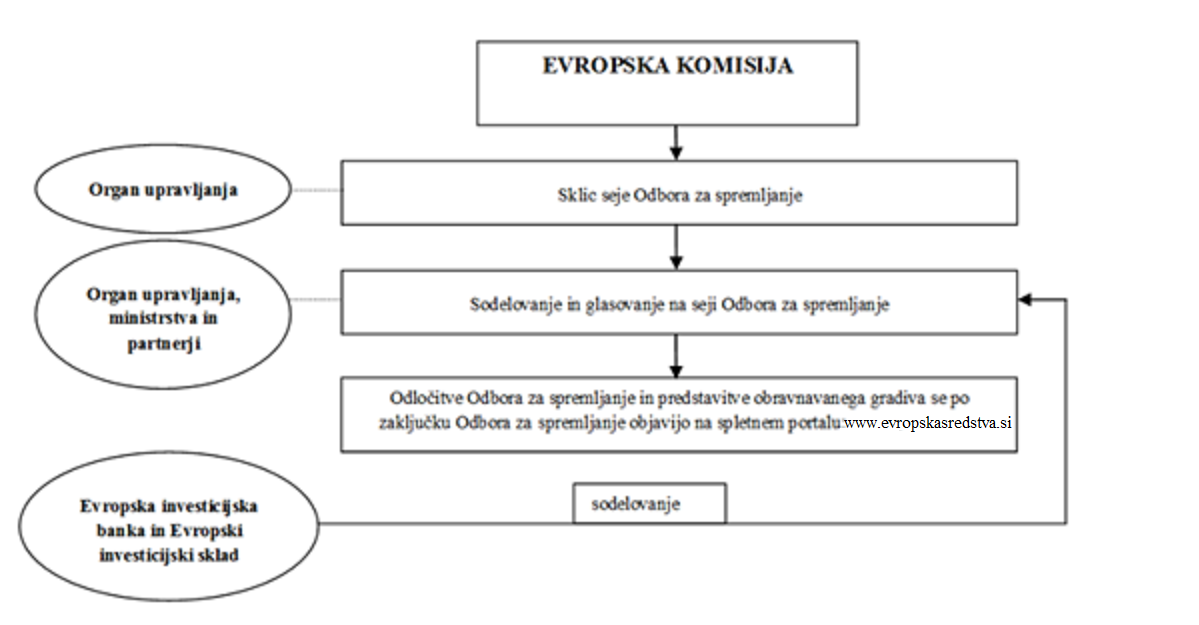 EVROPSKA KOMISIJA
Organ upravljanja
Sklic seje Odbora za spremljanje
Organ upravljanja,
ministrstva in
partnerji
Sodelovanje in glasovanje na seji Odbora za spremljanje
Odločitve Odbora za spremljanje in predstavitve obravnavanega gradiva se po
zaključku Odbora za spremljanje objavijo na spletnem portalu:www.evropskasredstva.si
Evropska investicijska
banka in Evropski
investicijski sklad
sodelovanje